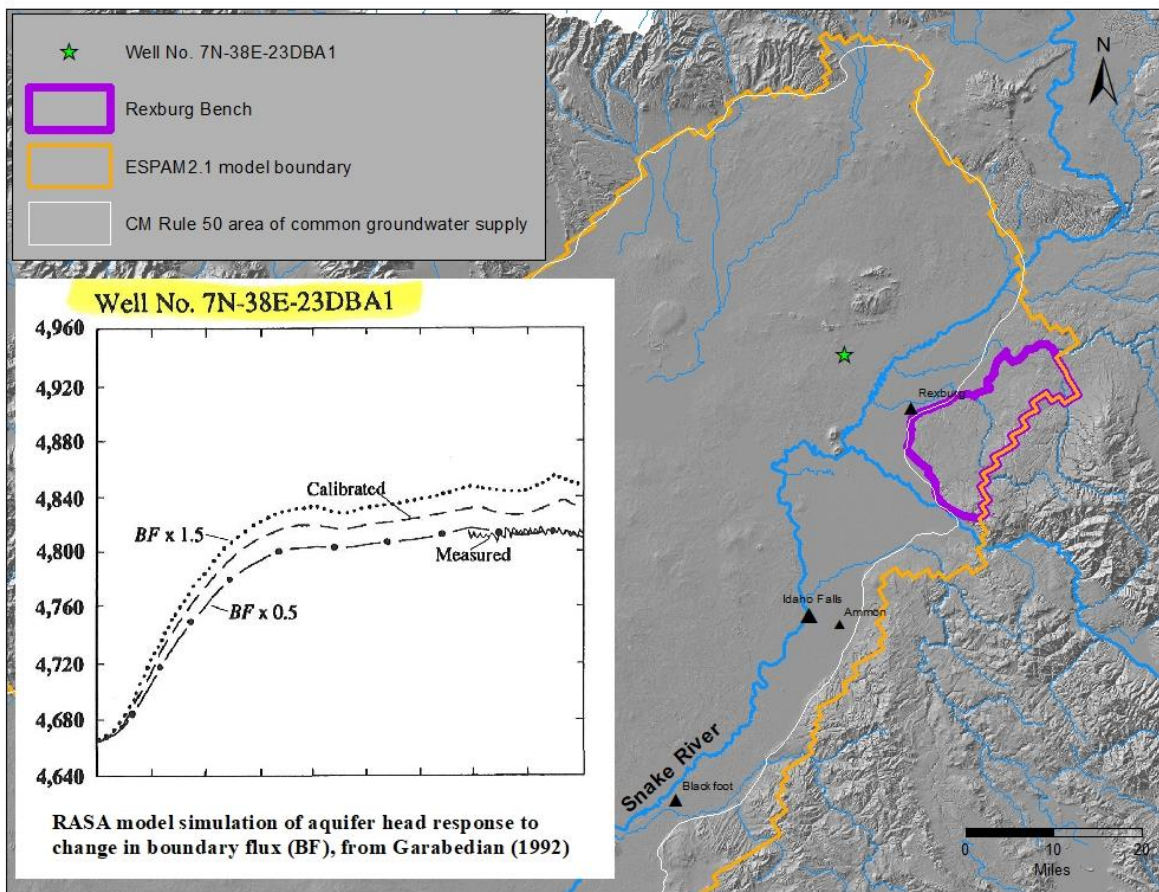 Well No. 7N-38E-23DBA1
Rexburg Bench
ESPAM2.1 model boundary
CM Rule 50 area of common groundwater supply
N
Well No. 7N-38E-23DBA1
4,960
4,920
4,880
4,840
4,800
4,760
4,720
4,680
4,640
Calibrated
BF x 1.5
Measured
BF x 0.5
RASA model simulation of aquifer head response to
change in boundary flux (BF), from Garabedian (1992)
Rexburg
Idaho Falls
Ammon
Snake River
Blackfoot
0 10 20
Miles